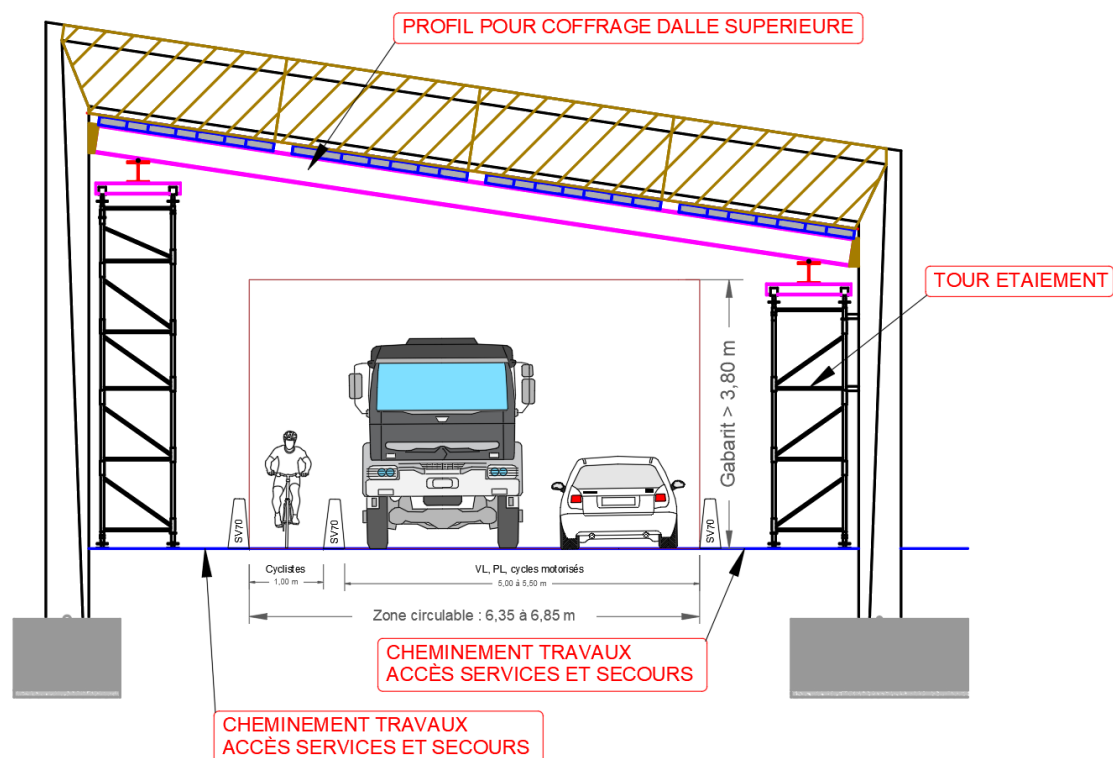 PROFIL POUR COFFRAGE DALLE SUPERIEURE
TOUR ETAIEMENT
Gabarit > 3,80 m
SV70
SV70
SV70
Cyclistes
1,00 m
VL, PL, cycles motorisés
5,00 à 5,50 m
Zone circulable : 6,35 à 6,85 m
CHEMINEMENT TRAVAUX
ACCÈS SERVICES ET SECOURS
CHEMINEMENT TRAVAUX
ACCÈS SERVICES ET SECOURS